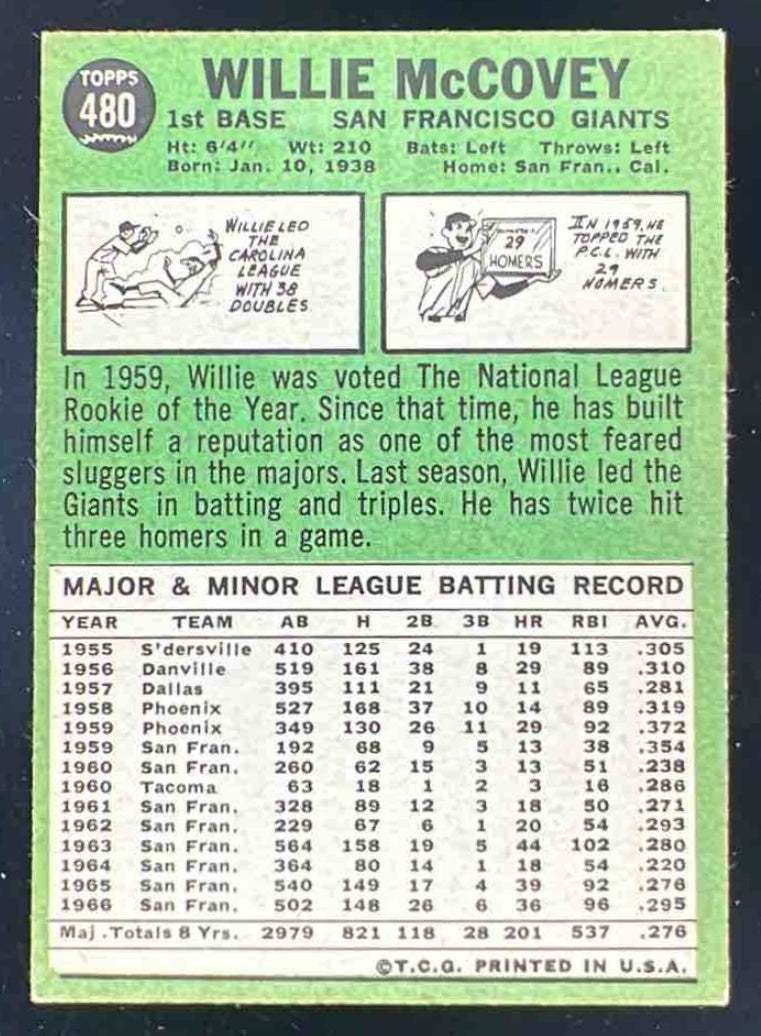 TOPPS
480
WILLIE McCOVEY
1st BASE SAN FRANCISCO GIANTS
Ht: 6'4" Wt: 210 Bats: Left Throws: Left
Born: Jan. 10, 1938 Home: San Fran., Cal.
WILLIE LED
THE
CAROLINA
LEAGUE
WITH 38
DOUBLES
29
HOMERS
IN 1959, HE
TOPPED THE
P.C.L. WITH
29
HOMERS.
In 1959, Willie was voted The National League
Rookie of the Year. Since that time, he has built
himself a reputation as one of the most feared
sluggers in the majors. Last season, Willie led the
Giants in batting and triples. He has twice hit
three homers in a game.
MAJOR & MINOR LEAGUE BATTING RECORD
YEAR TEAM AB H 2B 3B HR RBI AVG.
1955 S'dersville 410 125 24 1 19 113 .305
1956 Danville 519 161 38 8 29 89 .310
1957 Dallas 395 111 21 9 11 65 .281
1958 Phoenix 527 168 37 10 14 89 .319
1959 Phoenix 349 130 26 11 29 92 .372
1959 San Fran. 192 68 9 5 13 38 .354
1960 San Fran. 260 62 15 3 13 51 .238
1960 Tacoma 63 18 1 2 3 16 .286
1961 San Fran. 328 89 12 3 18 50 .271
1962 San Fran. 229 67 6 1 20 54 .293
1963 San Fran. 564 158 19 5 44 102 .280
1964 San Fran. 364 80 14 1 18 54 .220
1965 San Fran. 540 149 17 4 39 92 .276
1966 San Fran. 502 148 26 6 36 96 .295
Maj. Totals 8 Yrs. 2979 821 118 28 201 537 .276
©T.C.G. PRINTED IN U.S.A.